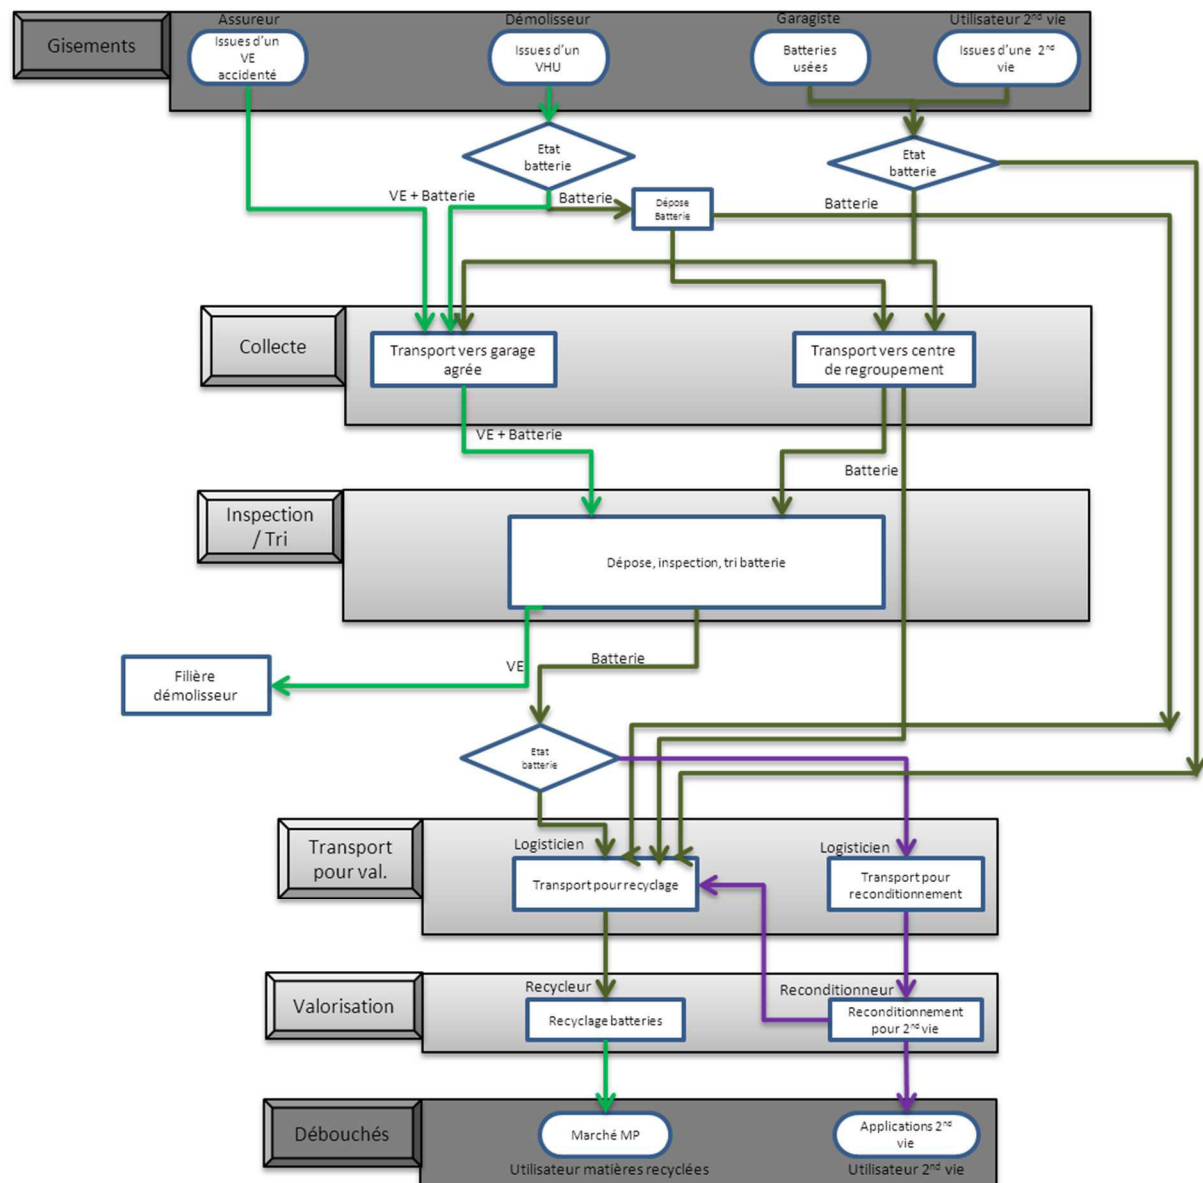 Gisements
Assureur
Démolisseur
Garagiste
Utilisateur 2nd vie
Issues d'un
VE
accidenté
Issues d'un
VHU
Batteries
usées
Issues d'une 2nd
vie
Etat
batterie
Etat
batterie
VE + Batterie
Batterie
Dépose
Batterie
Batterie
Collecte
Transport vers garage
agrée
Transport vers centre
de regroupement
VE + Batterie
Batterie
Inspection
/ Tri
Dépose, inspection, tri batterie
VE
Batterie
Filière
démolisseur
Etat
batterie
Transport
pour val.
Logisticien
Transport pour recyclage
Logisticien
Transport pour
reconditionnement
Valorisation
Recycleur
Recyclage batteries
Reconditionneur
Reconditionnement
pour 2nd vie
Débouchés
Marché MP
Utilisateur matières recyclées
Applications 2nd
vie
Utilisateur 2nd vie